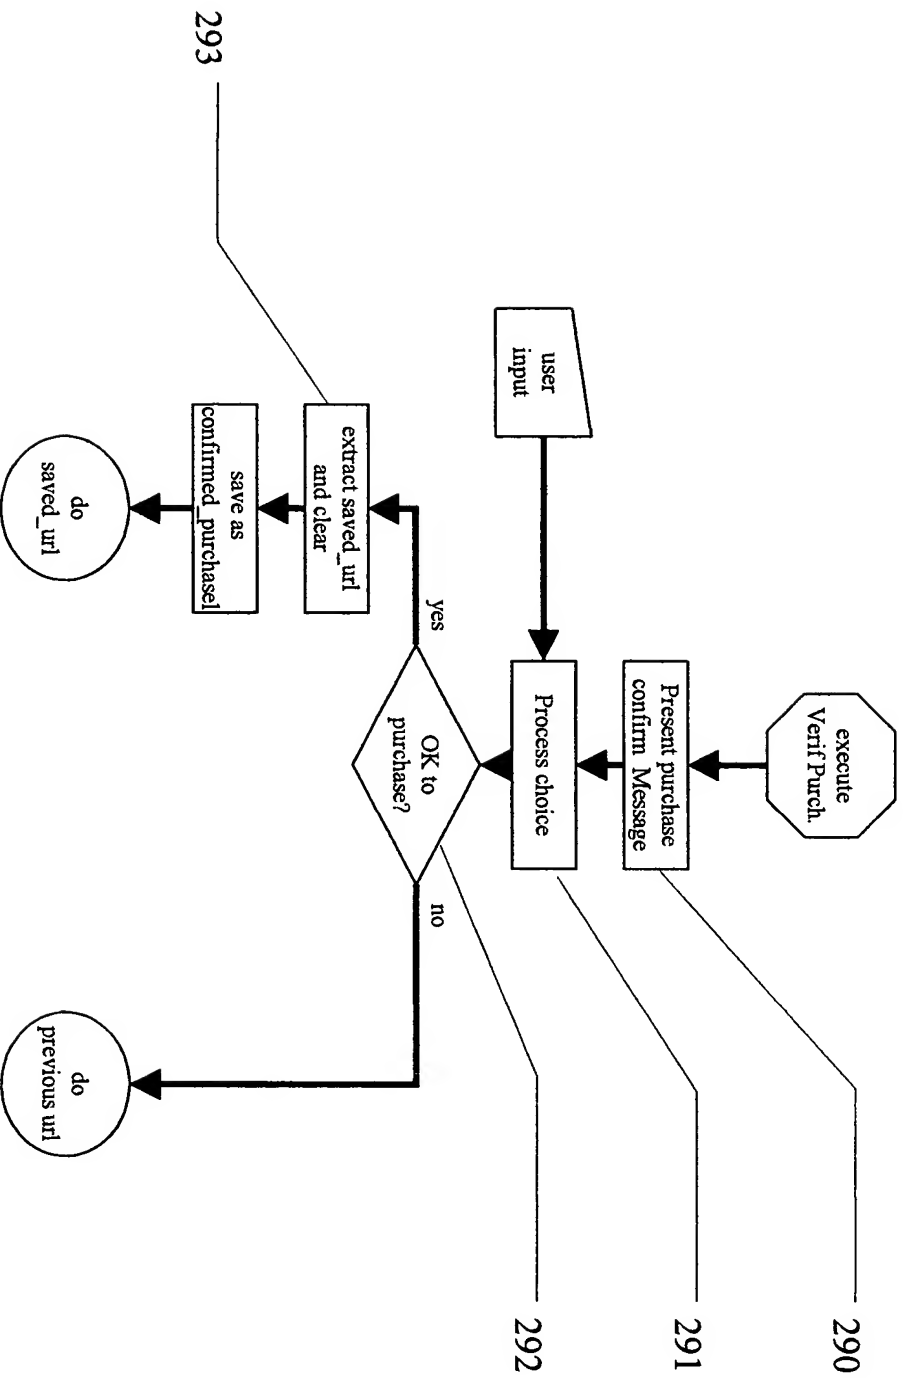 execute
Verif Purch.
290
Present purchase
confirm Message
291
user
input
Process choice
292
OK to
purchase?
yes
no
293
extract saved_url
and clear
save as
confirmed_purchase1
do
saved_url
do
previous url